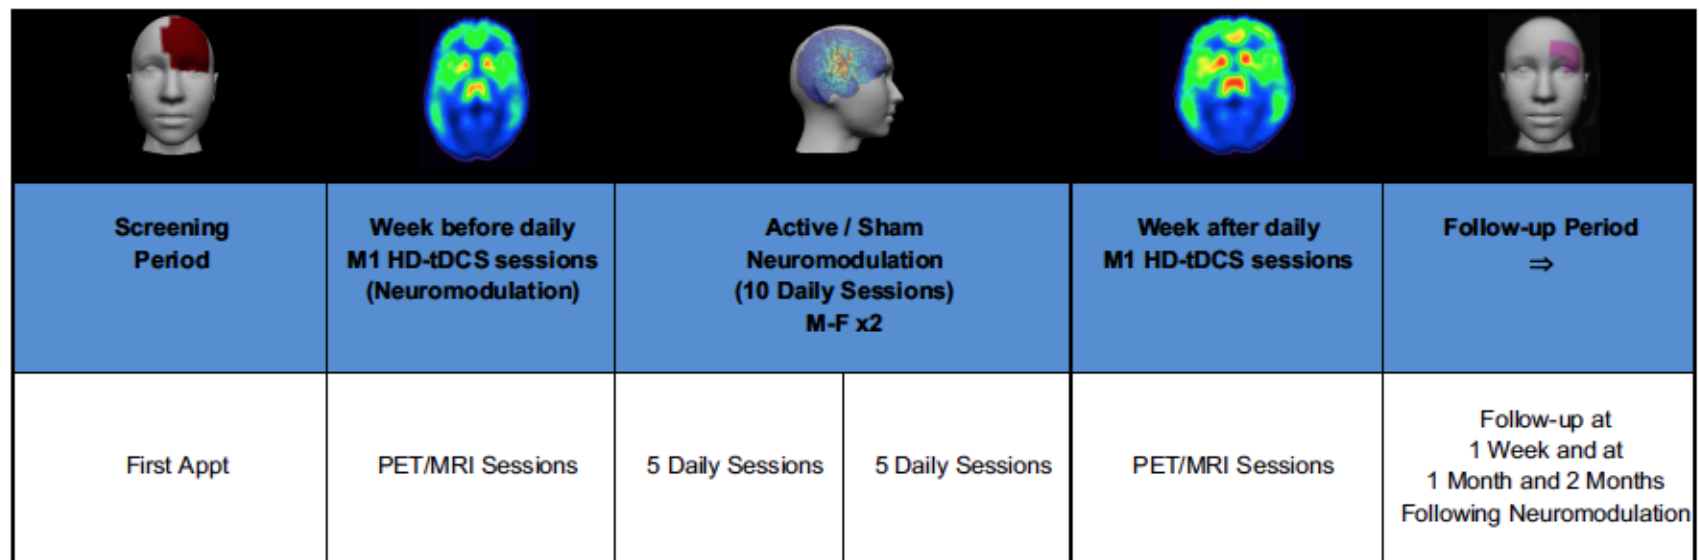 Screening
Period
Week before daily
M1 HD-tDCS sessions
(Neuromodulation)
Active / Sham
Neuromodulation
(10 Daily Sessions)
M-F x2
Week after daily
M1 HD-tDCS sessions
Follow-up Period
⇒
First Appt
PET/MRI Sessions
5 Daily Sessions
5 Daily Sessions
PET/MRI Sessions
Follow-up at
1 Week and at
1 Month and 2 Months
Following Neuromodulation